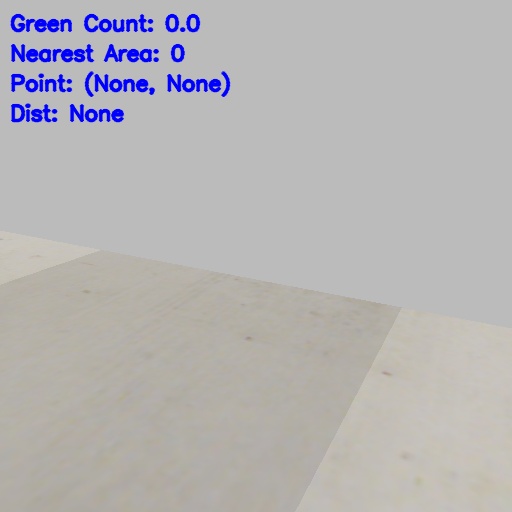 Green Count: 0.0
Nearest Area: 0
Point: (None, None)
Dist: None